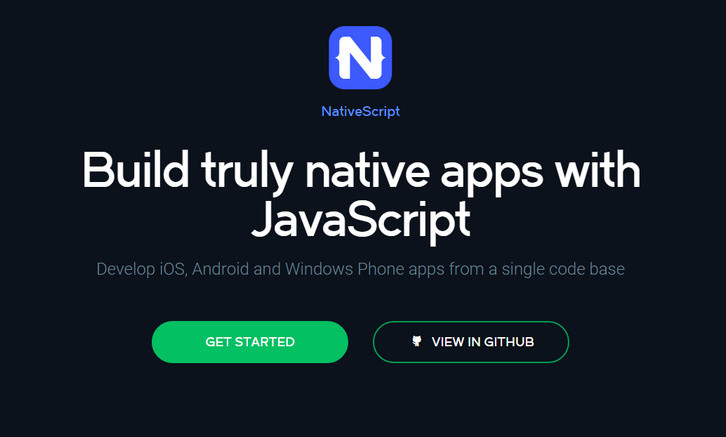 N
NativeScript
Build truly native apps with
JavaScript
Develop iOS, Android and Windows Phone apps from a single code base
GET STARTED
VIEW IN GITHUB